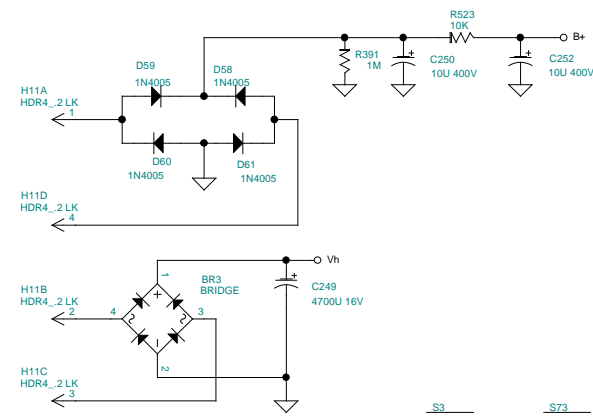 R523
10K
B+
D59
1N4005
D58
1N4005
R391
1M
+
C250
10U 400V
+
C252
10U 400V
H11A
HDR4_.2 LK
1
D60
1N4005
D61
1N4005
H11D
HDR4_.2 LK
4
Vh
BR3
BRIDGE
1
+
C249
4700U 16V
H11B
HDR4_.2 LK
2
4
+
~
~
3
-
2
H11C
HDR4_.2 LK
3
S3
S73